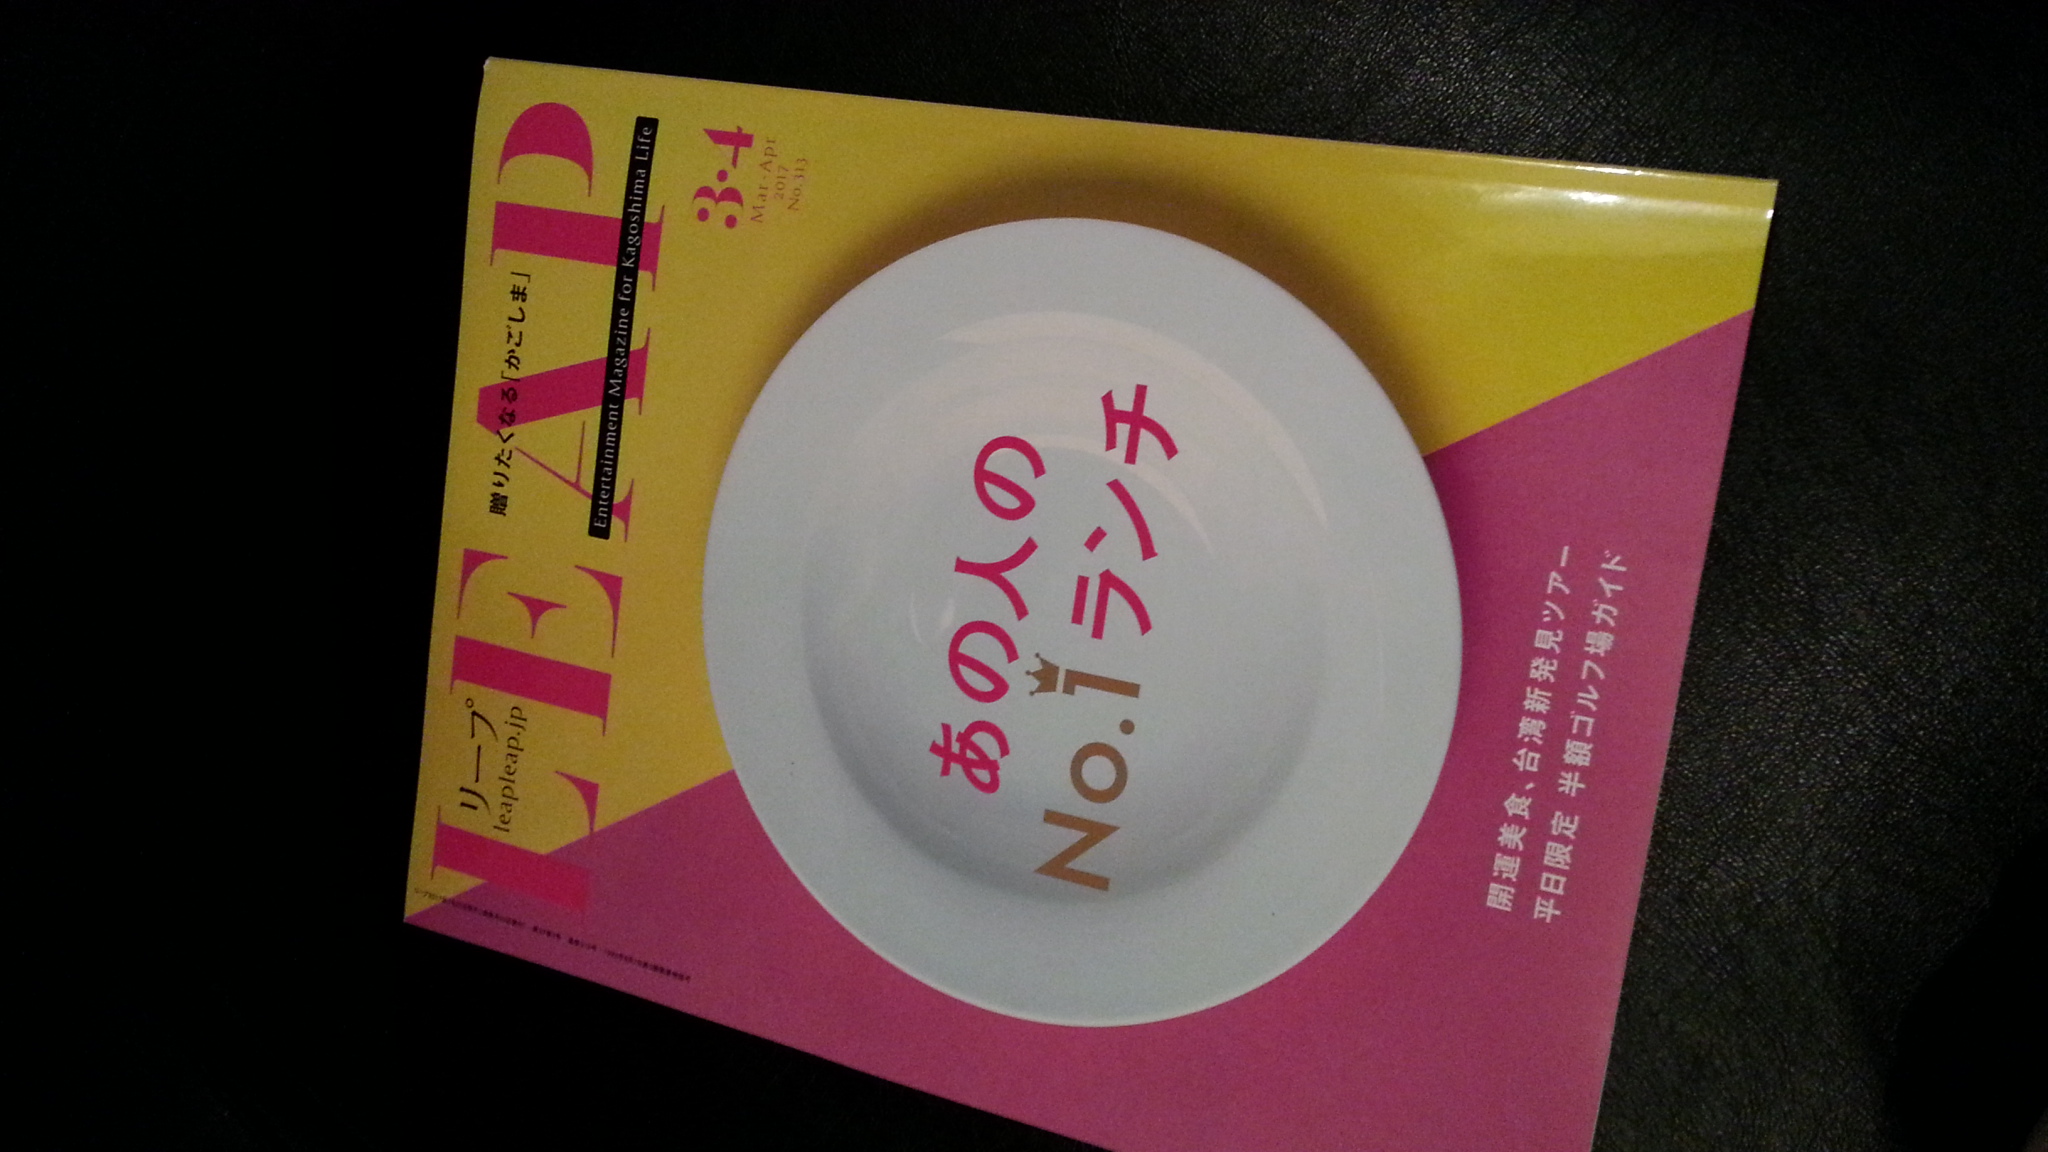 LEAP
リープ
leapleap.jp
贈りたくなる「かごしま」
Entertainment Magazine for Kagoshima Life
3・4
Mar-Apr
2017
No.313
あの人の
No.1ランチ
開運美食、台湾新発見ツアー
平日限定 半額ゴルフ場ガイド